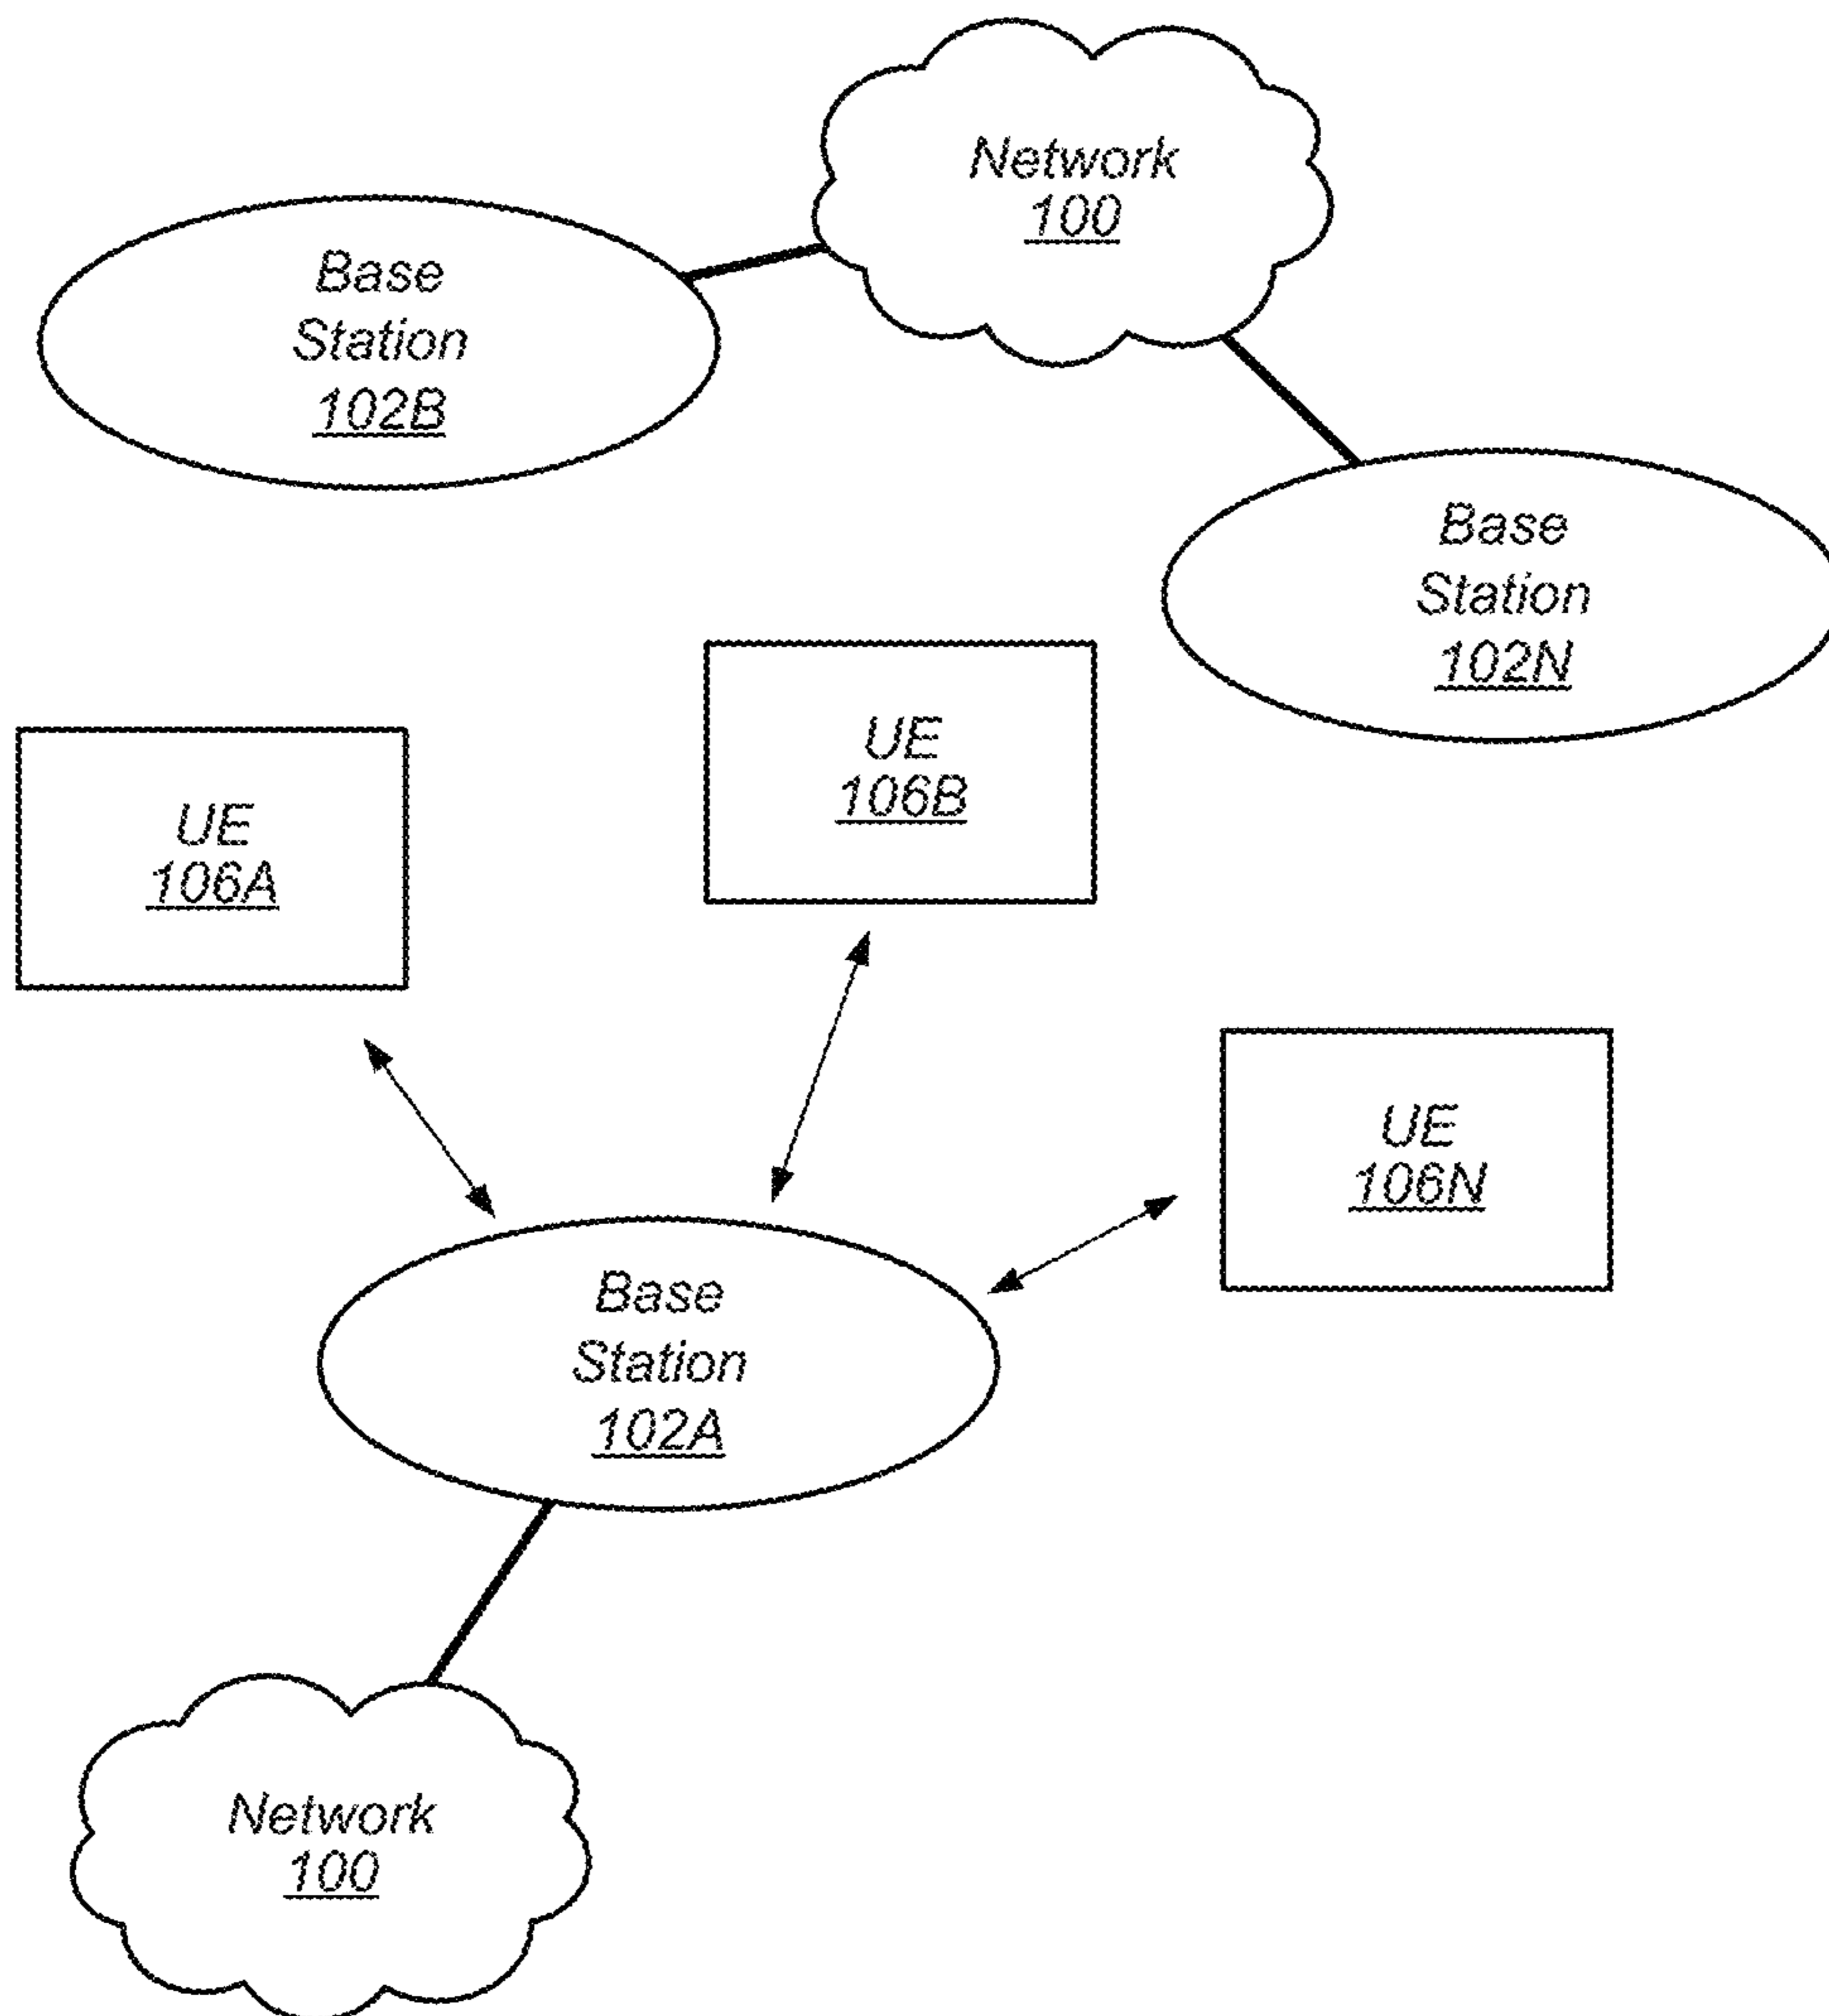 Network
100
Base
Station
102B
Base
Station
102N
UE
106B
UE
106A
UE
106N
Base
Station
102A
Network
100